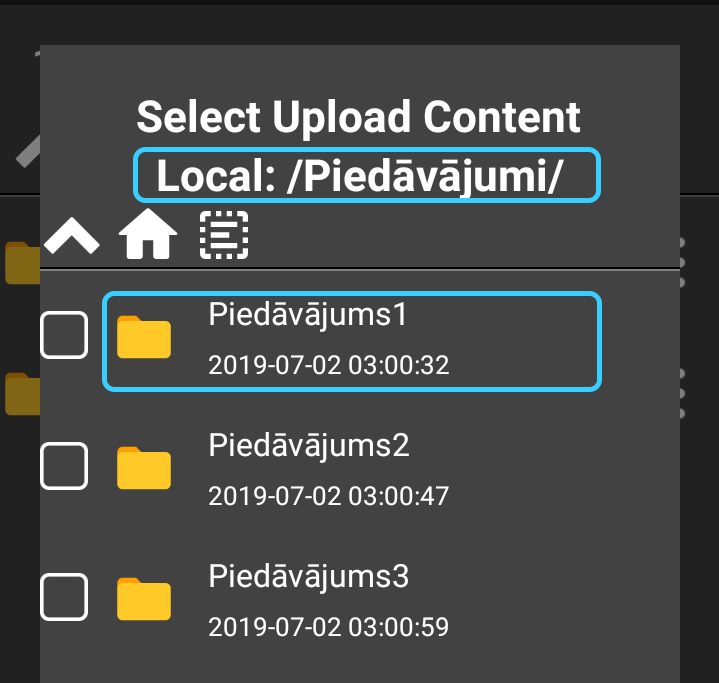 Select Upload Content
Local: /Piedāvājumi/
Piedāvājums1
2019-07-02 03:00:32
Piedāvājums2
2019-07-02 03:00:47
Piedāvājums3
2019-07-02 03:00:59